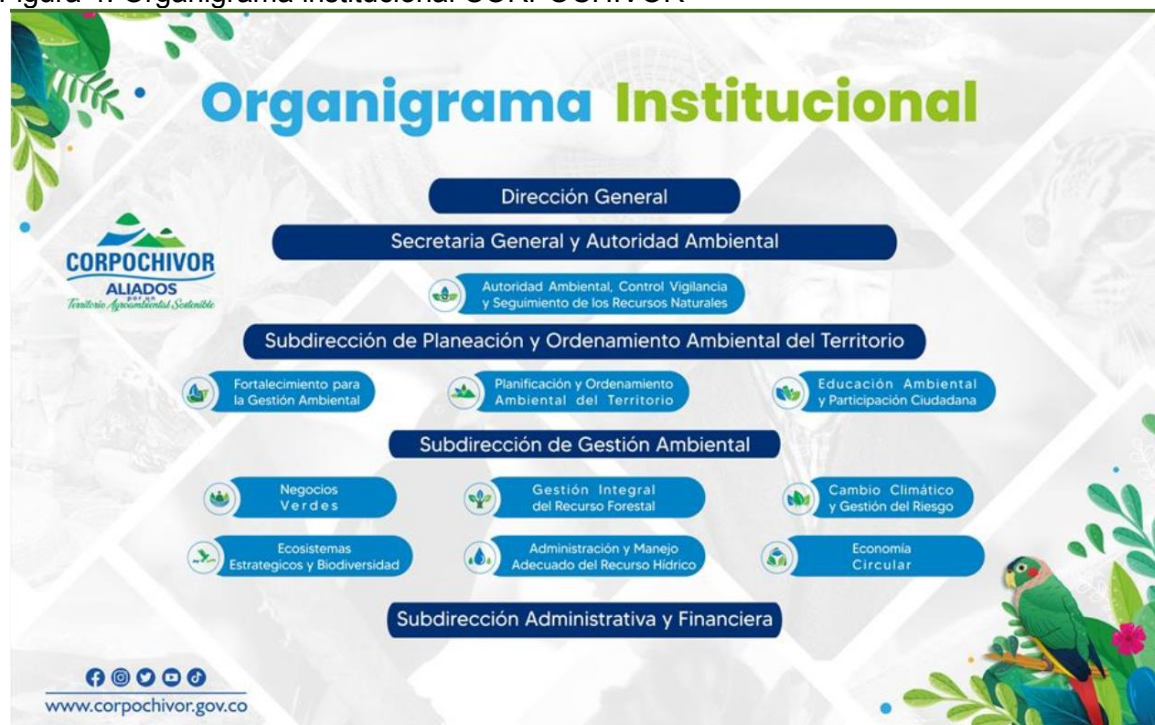 Figura 4. Organigrama institucional CORPOCHIVOR
Organigrama Institucional
Dirección General
Secretaria General y Autoridad Ambiental
CORPOCHIVOR
ALIADOS
por un
Territorio Agroambiental Sostenible
Autoridad Ambiental, Control Vigilancia
y Seguimiento de los Recursos Naturales
Subdirección de Planeación y Ordenamiento Ambiental del Territorio
Fortalecimiento para
la Gestión Ambiental
Planificación y Ordenamiento
Ambiental del Territorio
Educación Ambiental
y Participación Ciudadana
Subdirección de Gestión Ambiental
Negocios
Verdes
Gestión Integral
del Recurso Forestal
Cambio Climático
y Gestión del Riesgo
Ecosistemas
Estrategicos y Biodiversidad
Administración y Manejo
Adecuado del Recurso Hídrico
Economía
Circular
Subdirección Administrativa y Financiera
www.corpochivor.gov.co